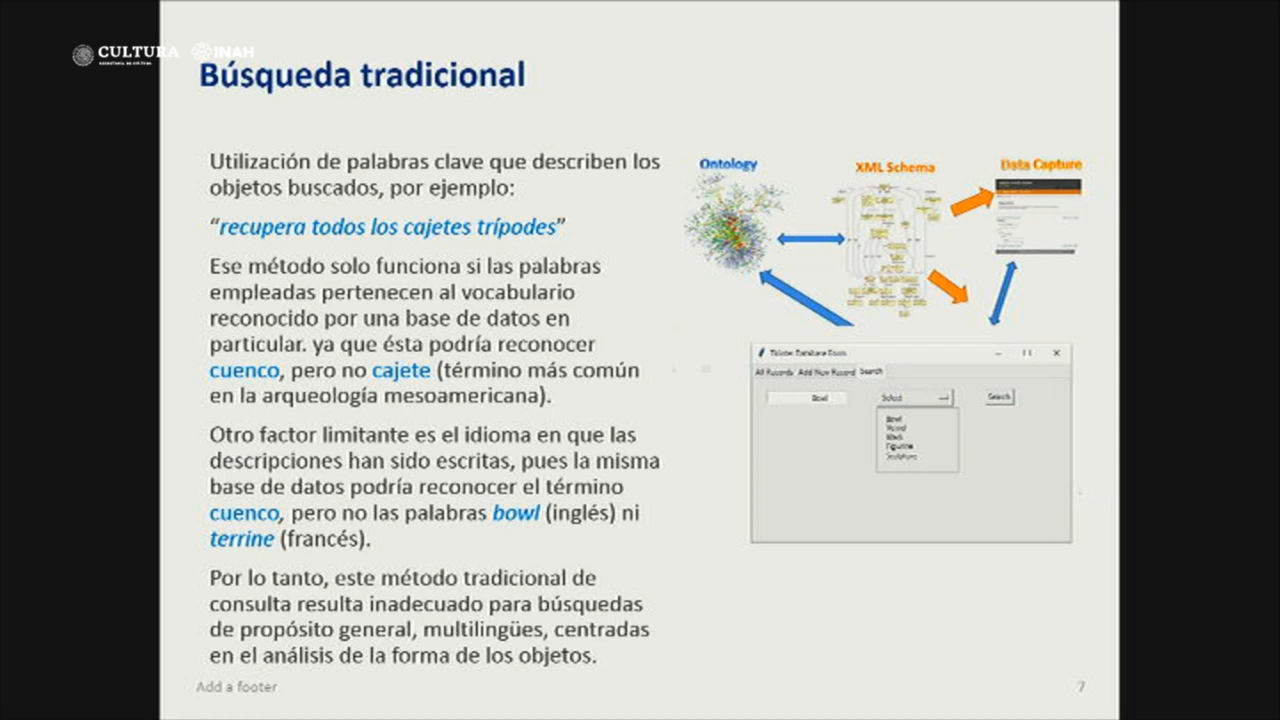 CULTURA
SECRETARÍA DE CULTURA
INAH
Búsqueda tradicional
Utilización de palabras clave que describen los
objetos buscados, por ejemplo:
“recupera todos los cajetes trípodes”
Ese método solo funciona si las palabras
empleadas pertenecen al vocabulario
reconocido por una base de datos en
particular. ya que ésta podría reconocer
cuenco, pero no cajete (término más común
en la arqueología mesoamericana).
Otro factor limitante es el idioma en que las
descripciones han sido escritas, pues la misma
base de datos podría reconocer el término
cuenco, pero no las palabras bowl (inglés) ni
terrine (francés).
Por lo tanto, este método tradicional de
consulta resulta inadecuado para búsquedas
de propósito general, multilingües, centradas
en el análisis de la forma de los objetos.
Ontology
XML Schema
Data Capture
Database
All Records Add New Record Search
Bowl
Select
Search
Bowl
Figurine
Sculpture
Add a footer
7